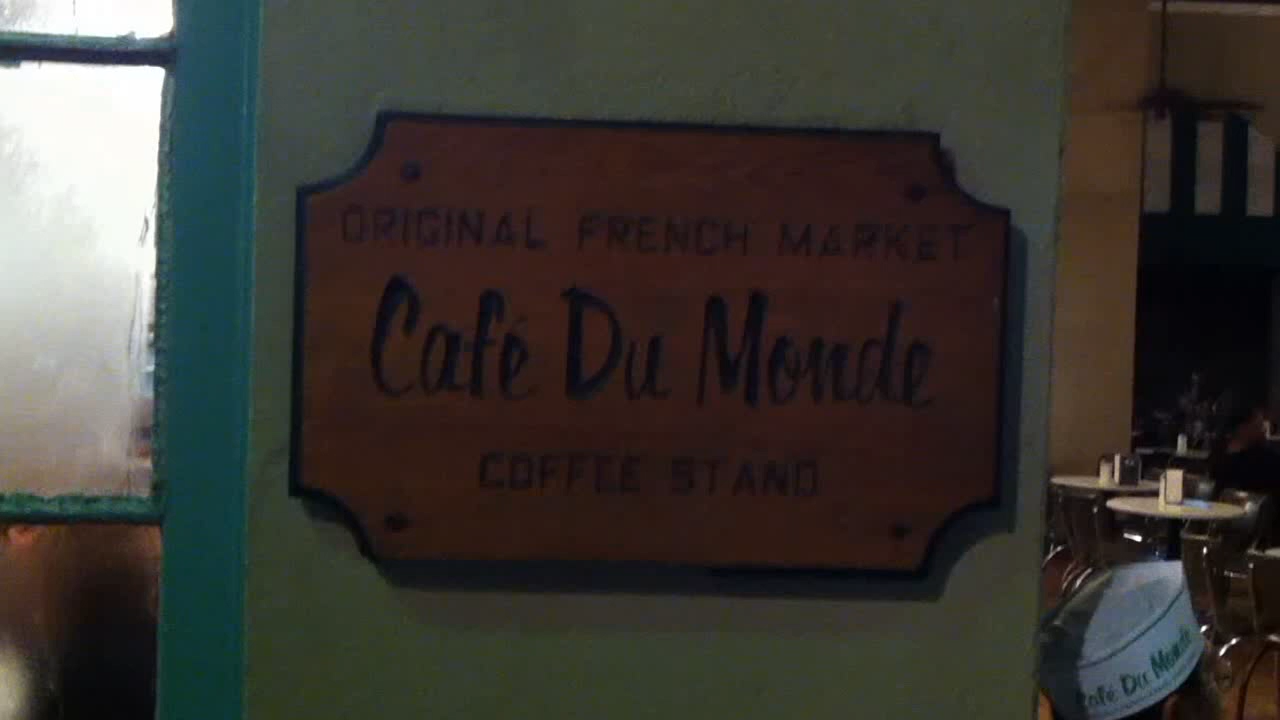 ORIGINAL FRENCH MARKET
Café Du Monde
COFFEE STAND
Café Du Monde